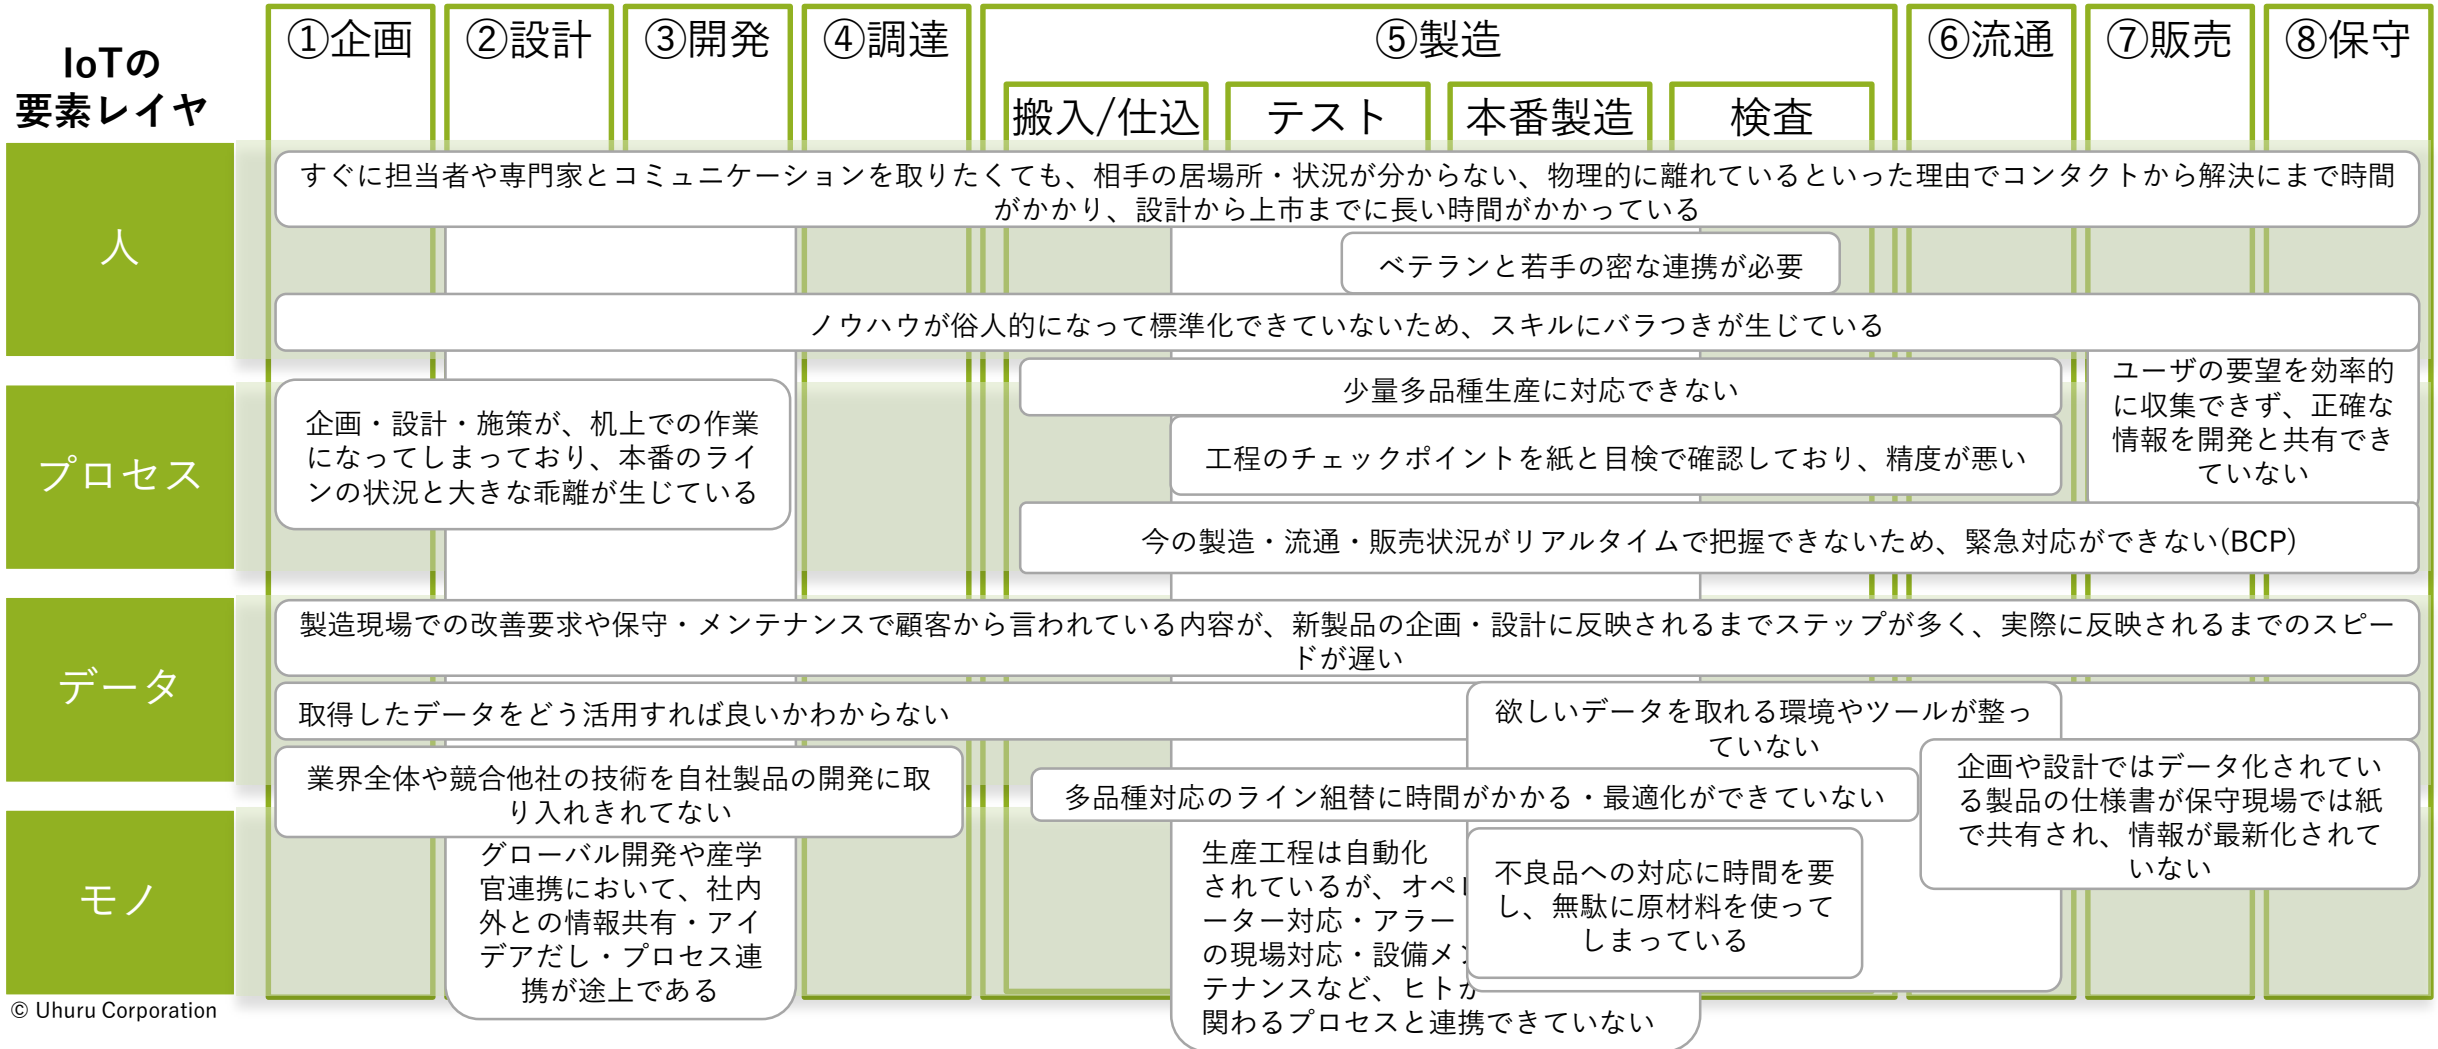 IoTの
要素レイヤ
①企画
②設計
③開発
④調達
⑤製造
⑥流通
⑦販売
⑧保守
搬入/仕込
テスト
本番製造
検査
人
すぐに担当者や専門家とコミュニケーションを取りたくても、相手の居場所・状況が分からない、物理的に離れているといった理由でコンタクトから解決にまで時間
がかかり、設計から上市までに長い時間がかかっている
ベテランと若手の密な連携が必要
ノウハウが俗人的になって標準化できていないため、スキルにバラつきが生じている
プロセス
企画・設計・施策が、机上での作業
になってしまっており、本番のライ
ンの状況と大きな乖離が生じている
少量多品種生産に対応できない
工程のチェックポイントを紙と目検で確認しており、精度が悪い
ユーザの要望を効率的
に収集できず、正確な
情報を開発と共有でき
ていない
今の製造・流通・販売状況がリアルタイムで把握できないため、緊急対応ができない(BCP)
データ
製造現場での改善要求や保守・メンテナンスで顧客から言われている内容が、新製品の企画・設計に反映されるまでステップが多く、実際に反映されるまでのスピー
ドが遅い
取得したデータをどう活用すれば良いかわからない
欲しいデータを取れる環境やツールが整っ
ていない
業界全体や競合他社の技術を自社製品の開発に取
り入れきれてない
多品種対応のライン組替に時間がかかる・最適化ができていない
企画や設計ではデータ化されてい
る製品の仕様書が保守現場では紙
で共有され、情報が最新化されて
いない
モノ
グローバル開発や産学
官連携において、社内
外との情報共有・アイ
デアだし・プロセス連
携が途上である
生産工程は自動化
されているが、オペレ
ーター対応・アラート
の現場対応・設備メン
テナンスなど、ヒトが
関わるプロセスと連携できていない
不良品への対応に時間を要
し、無駄に原材料を使って
しまっている
© Uhuru Corporation